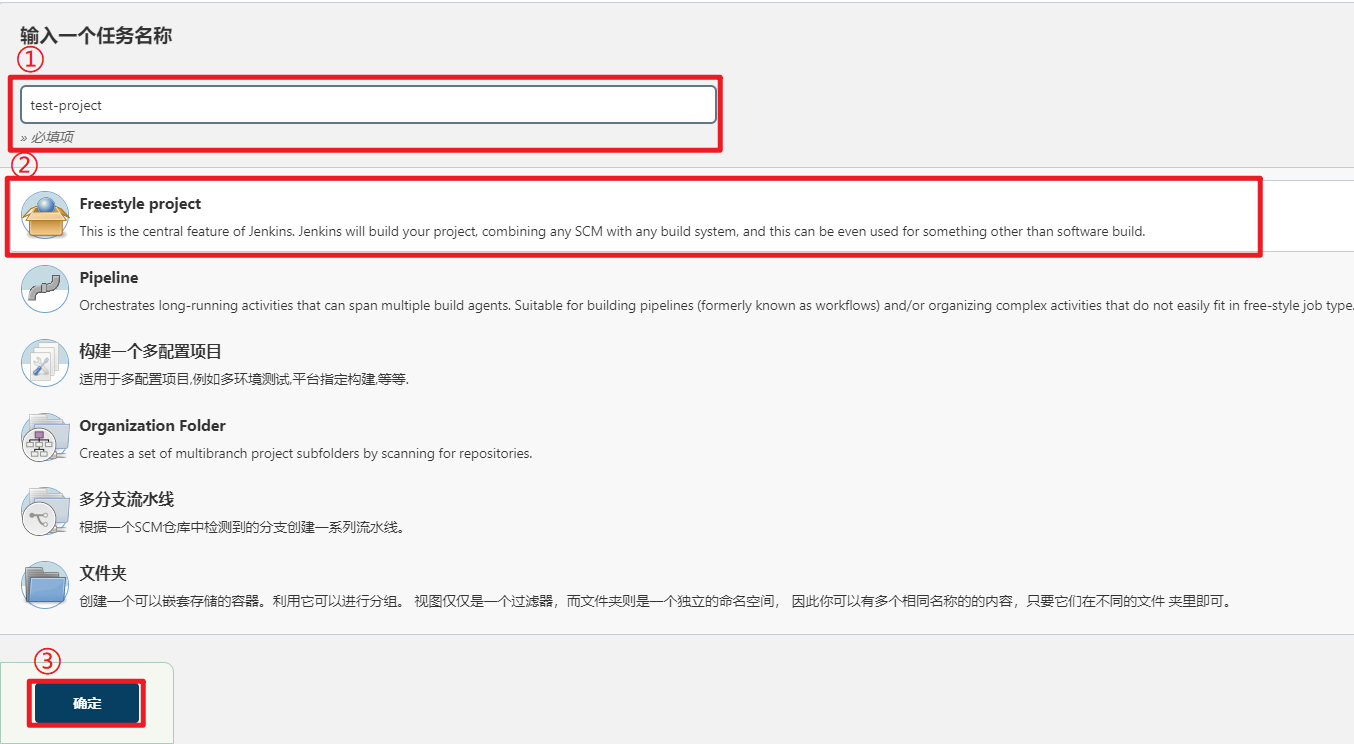 输入一个任务名称
①
test-project
» 必填项
②
Freestyle project
This is the central feature of Jenkins. Jenkins will build your project, combining any SCM with any build system, and this can be even used for something other than software build.
Pipeline
Orchestrates long-running activities that can span multiple build agents. Suitable for building pipelines (formerly known as workflows) and/or organizing complex activities that do not easily fit in free-style job type.
构建一个多配置项目
适用于多配置项目,例如多环境测试,平台指定构建,等等.
Organization Folder
Creates a set of multibranch project subfolders by scanning for repositories.
多分支流水线
根据一个SCM仓库中检测到的分支创建一系列流水线。
文件夹
创建一个可以嵌套存储的容器。利用它可以进行分组。 视图仅仅是一个过滤器，而文件夹则是一个独立的命名空间， 因此你可以有多个相同名称的的内容，只要它们在不同的文件 夹里即可。
③
确定